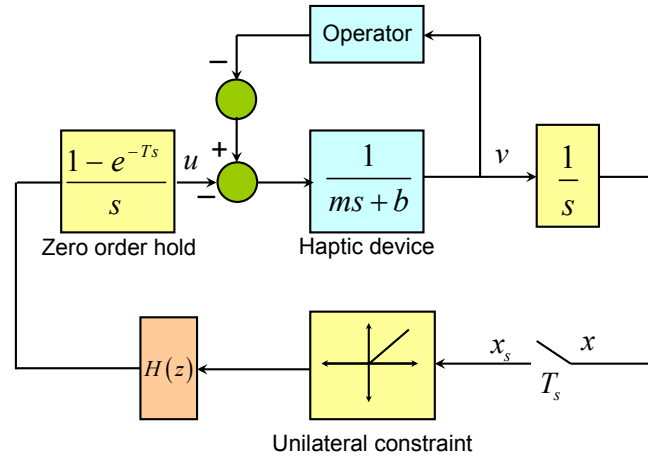 Operator
−
+
1 − e^{−Ts}
s
u
−
1
ms + b
v
1
s
Zero order hold
Haptic device
H(z)
x_s
x
T_s
Unilateral constraint